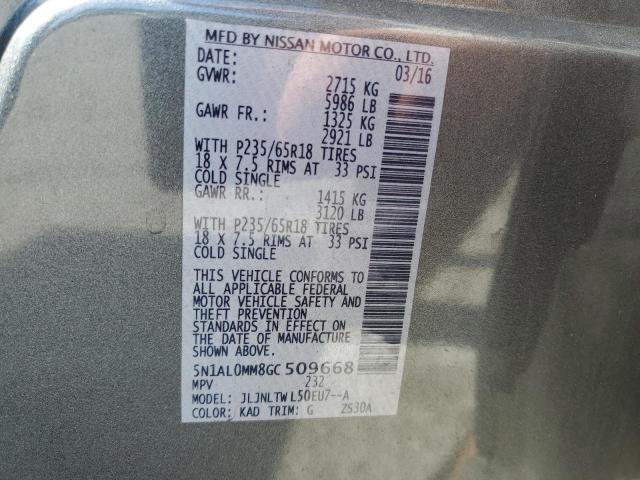 MFD BY NISSAN MOTOR CO., LTD.
DATE: 03/16
GVWR: 2715 KG
5986 LB
GAWR FR.: 1325 KG
2921 LB
WITH P235/65R18 TIRES
18 X 7.5 RIMS AT 33 PSI
COLD SINGLE
GAWR RR.: 1415 KG
3120 LB
WITH P235/65R18 TIRES
18 X 7.5 RIMS AT 33 PSI
COLD SINGLE
THIS VEHICLE CONFORMS TO
ALL APPLICABLE FEDERAL
MOTOR VEHICLE SAFETY AND
THEFT PREVENTION
STANDARDS IN EFFECT ON
THE DATE OF MANUFACTURE
SHOWN ABOVE.
5N1AL0MM8GC509668
MPV 232
MODEL: JLJNLTWL50EU7--A
COLOR: KAD TRIM: G ZS30A